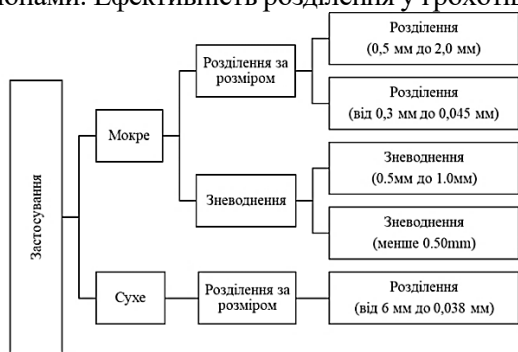 Ефективність розділення у грохотів
Застосування
Мокре
Розділення за
розміром
Розділення
(0,5 мм до 2,0 мм)
Розділення
(від 0,3 мм до 0,045 мм)
Зневоднення
Зневоднення
(0.5мм до 1.0мм)
Зневоднення
(менше 0.50mm)
Сухе
Розділення за
розміром
Розділення
(від 6 мм до 0,038 мм)